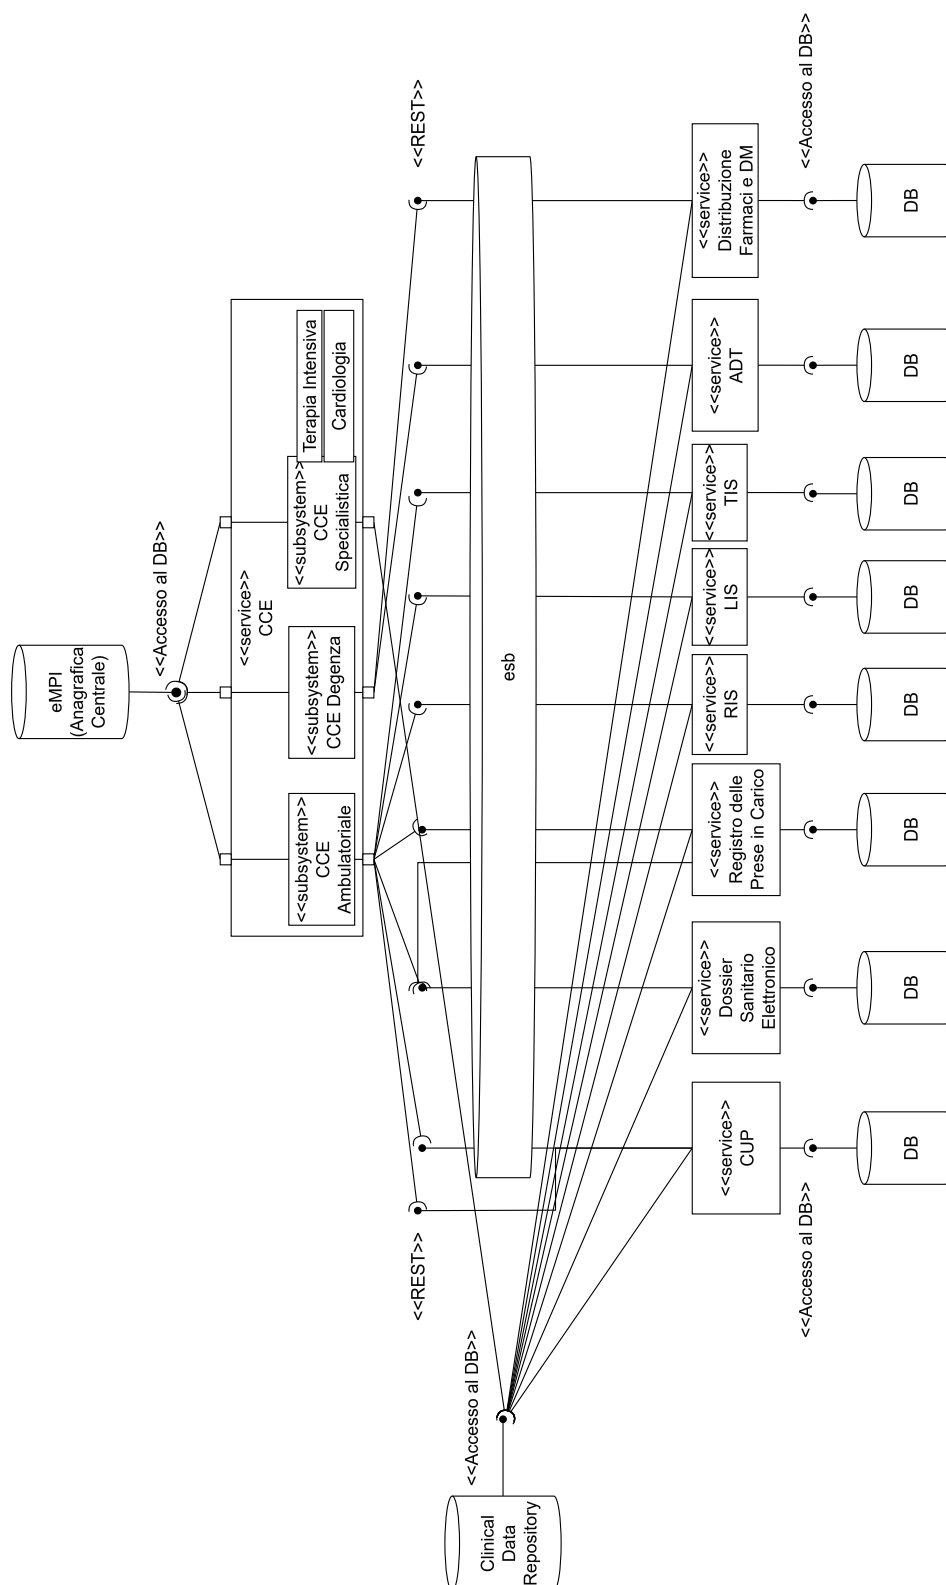 eMPI
(Anagrafica
Centrale)
<<Accesso al DB>>
<<service>>
CCE
<<subsystem>>
CCE
Ambulatoriale
<<subsystem>>
CCE Degenza
<<subsystem>>
CCE
Specialistica
Terapia Intensiva
Cardiologia
<<REST>>
<<REST>>
esb
<<Accesso al DB>>
Clinical
Data
Repository
<<service>>
CUP
<<service>>
Dossier
Sanitario
Elettronico
<<service>>
Registro delle
Prese in Carico
<<service>>
RIS
<<service>>
LIS
<<service>>
TIS
<<service>>
ADT
<<service>>
Distribuzione
Farmaci e DM
<<Accesso al DB>>
<<Accesso al DB>>
DB
DB
DB
DB
DB
DB
DB
DB